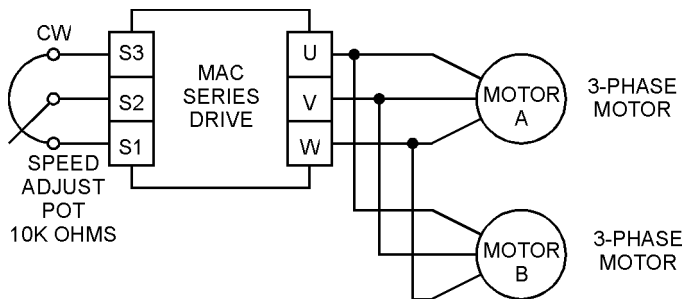 CW
S3
S2
S1
SPEED
ADJUST
POT
10K OHMS
MAC
SERIES
DRIVE
U
V
W
MOTOR
A
3-PHASE
MOTOR
MOTOR
B
3-PHASE
MOTOR